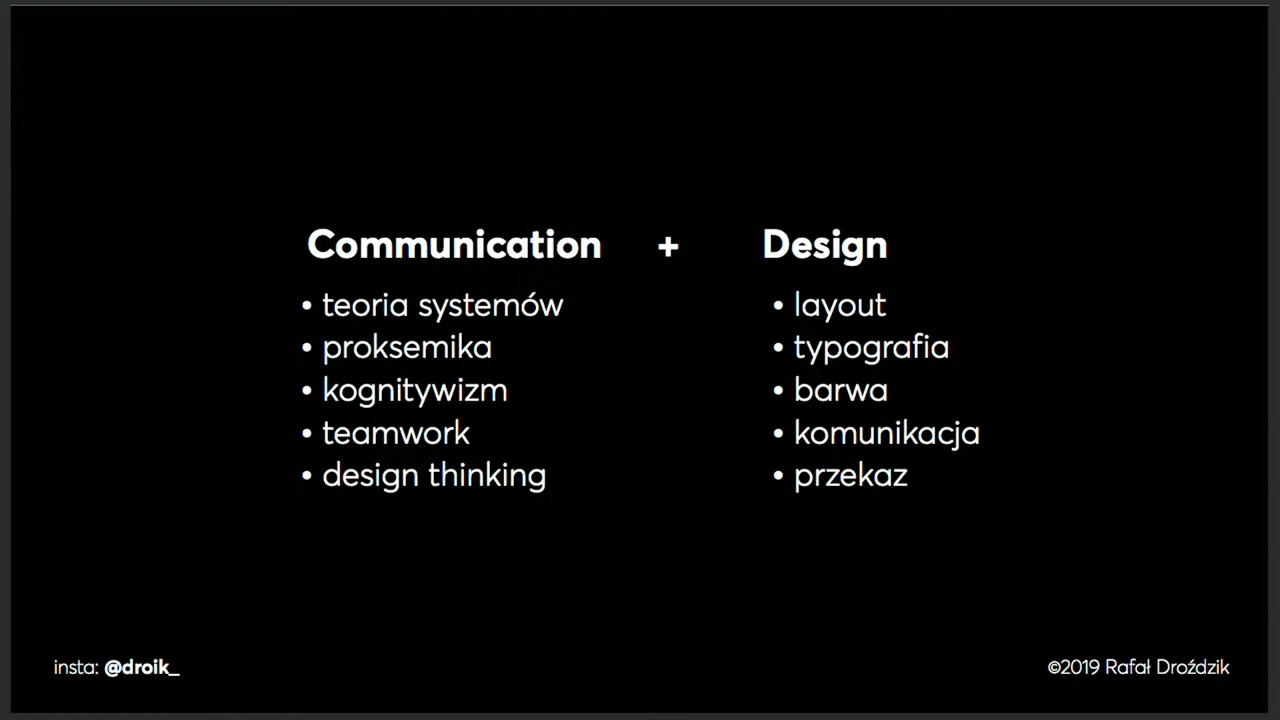 Communication + Design
• teoria systemów
• proksemika
• kognitywizm
• teamwork
• design thinking
• layout
• typografia
• barwa
• komunikacja
• przekaz
insta: @droik_
©2019 Rafał Droździk